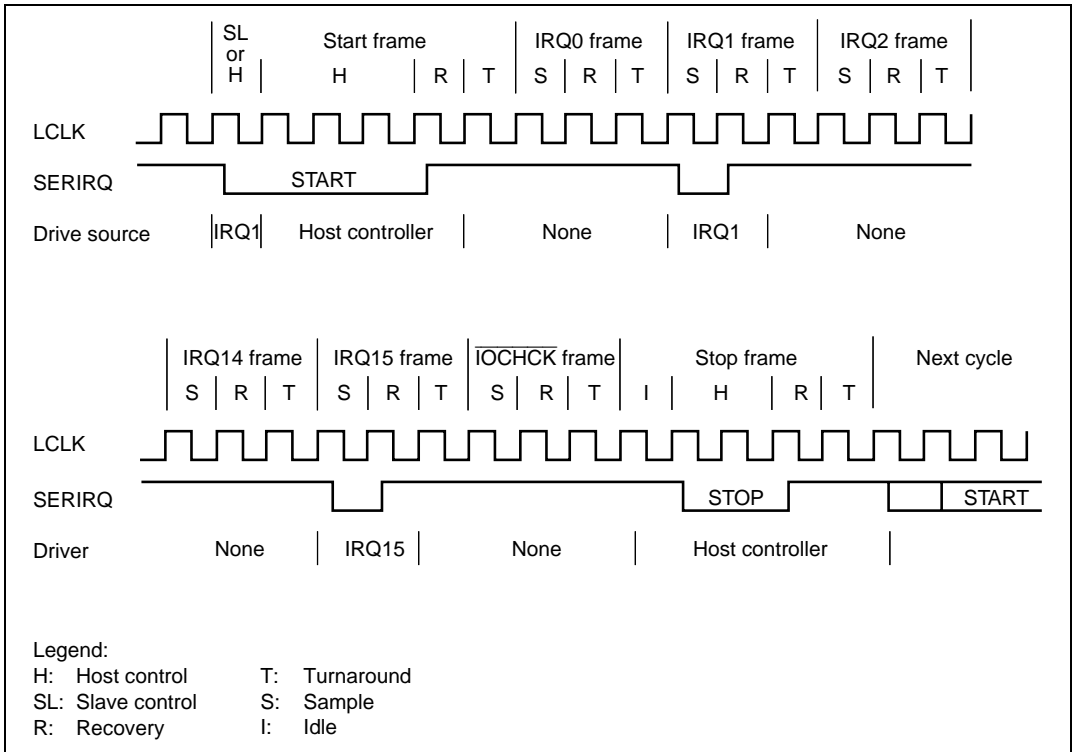 SL
or
H
Start frame
IRQ0 frame
IRQ1 frame
IRQ2 frame
H R T S R T S R T S R T
LCLK
SERIRQ
START
Drive source
IRQ1
Host controller
None
IRQ1
None
IRQ14 frame
IRQ15 frame
IOCHCK frame
Stop frame
Next cycle
S R T S R T S R T I H R T
LCLK
SERIRQ
STOP
START
Driver
None
IRQ15
None
Host controller
Legend:
H: Host control T: Turnaround
SL: Slave control S: Sample
R: Recovery I: Idle